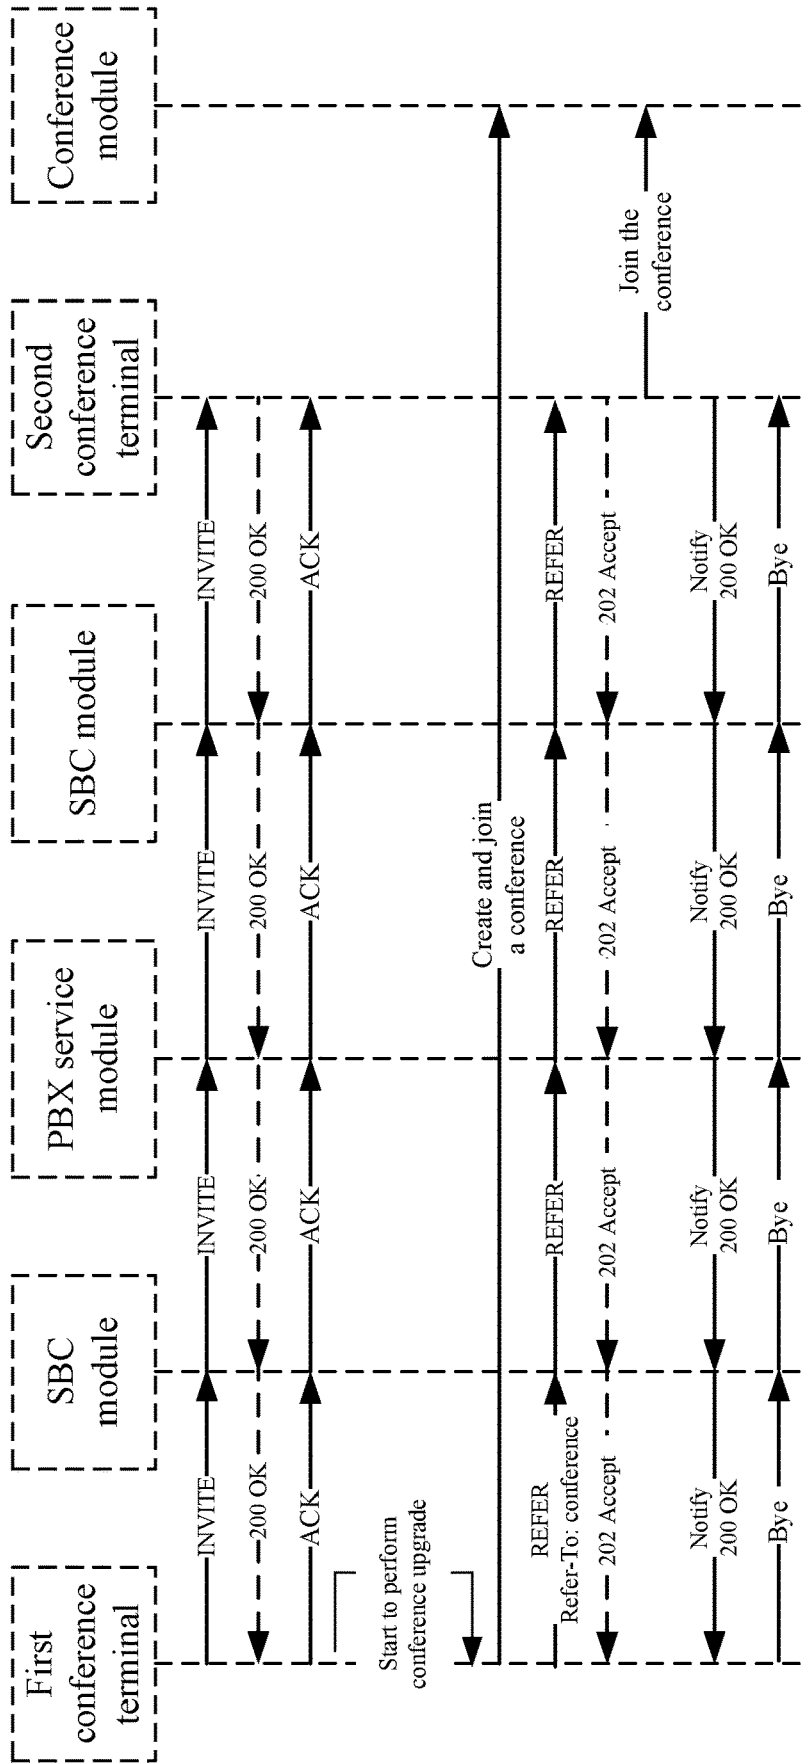 First
conference
terminal
SBC
module
PBX service
module
SBC module
Second
conference
terminal
Conference
module
INVITE
INVITE
INVITE
INVITE
200 OK
200 OK
200 OK
200 OK
ACK
ACK
ACK
ACK
Start to perform
conference upgrade
Create and join
a conference
REFER
Refer-To: conference
REFER
REFER
REFER
202 Accept
202 Accept
202 Accept
202 Accept
Join the
conference
Notify
200 OK
Notify
200 OK
Notify
200 OK
Notify
200 OK
Bye
Bye
Bye
Bye